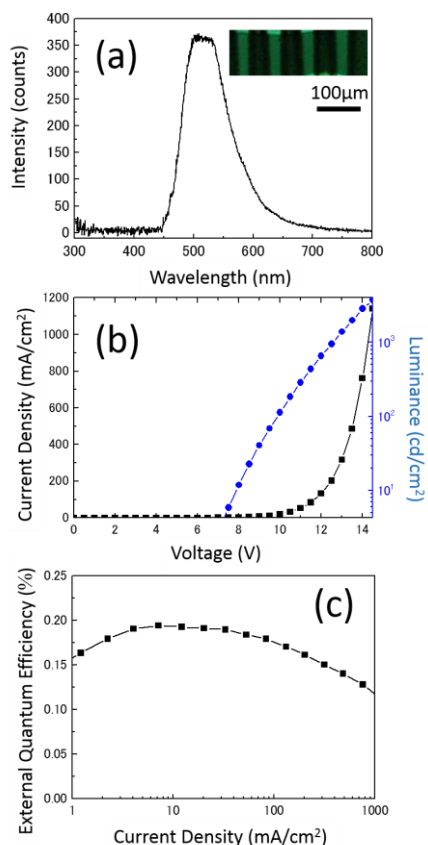 400
350
300
250
200
150
100
50
0
Intensity (counts)
(a)
100μm
300 400 500 600 700 800
Wavelength (nm)
1200
1000
800
600
400
200
0
Current Density (mA/cm²)
(b)
10³
10²
10¹
Luminance (cd/cm²)
0 2 4 6 8 10 12 14
Voltage (V)
0.25
0.20
0.15
0.10
0.05
0.00
External Quantum Efficiency (%)
(c)
1 10 100 1000
Current Density (mA/cm²)